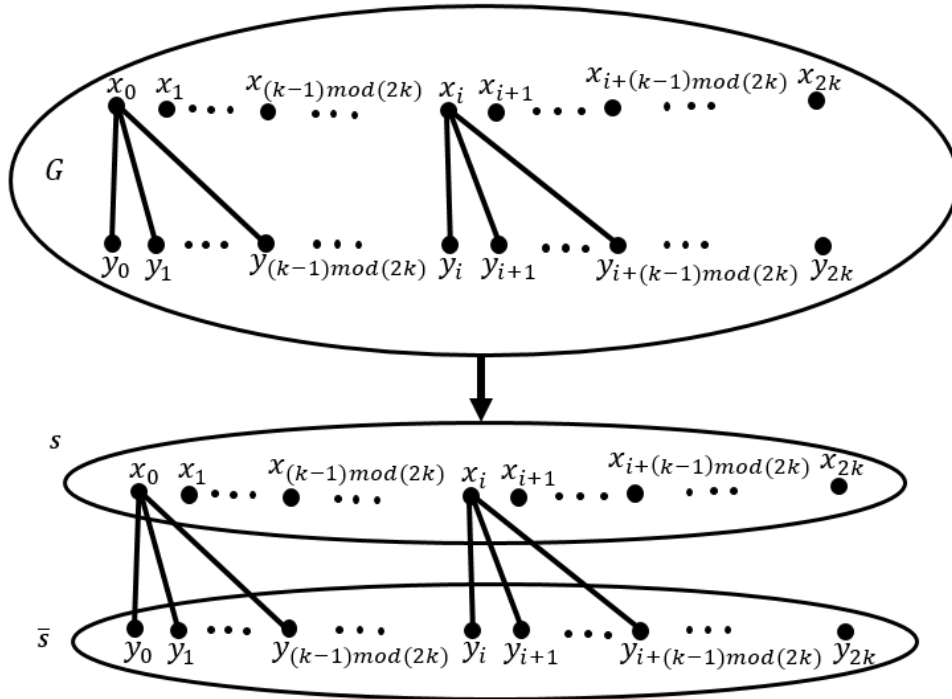 x_0 x_1 x_{(k-1)mod(2k)} x_i x_{i+1} x_{i+(k-1)mod(2k)} x_{2k}
G
y_0 y_1 y_{(k-1)mod(2k)} y_i y_{i+1} y_{i+(k-1)mod(2k)} y_{2k}
s
x_0 x_1 x_{(k-1)mod(2k)} x_i x_{i+1} x_{i+(k-1)mod(2k)} x_{2k}
s̅
y_0 y_1 y_{(k-1)mod(2k)} y_i y_{i+1} y_{i+(k-1)mod(2k)} y_{2k}